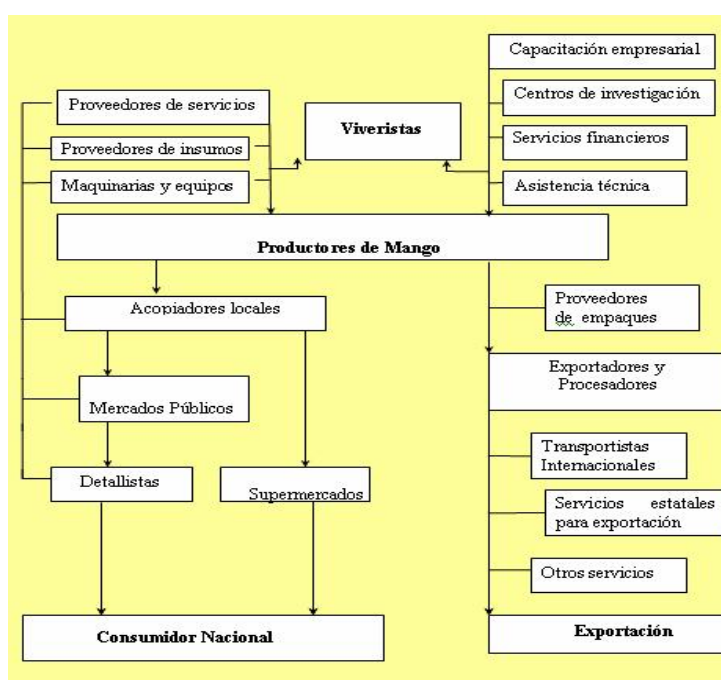 Capacitación empresarial
Centros de investigación
Proveedores de servicios
Viveristas
Servicios financieros
Proveedores de insumos
Maquinarias y equipos
Asistencia técnica
Productores de Mango
Acopiadores locales
Proveedores
de empaques
Exportadores y
Procesadores
Mercados Públicos
Transportistas
Internacionales
Detallistas
Supermercados
Servicios estatales
para exportación
Otros servicios
Consumidor Nacional
Exportación